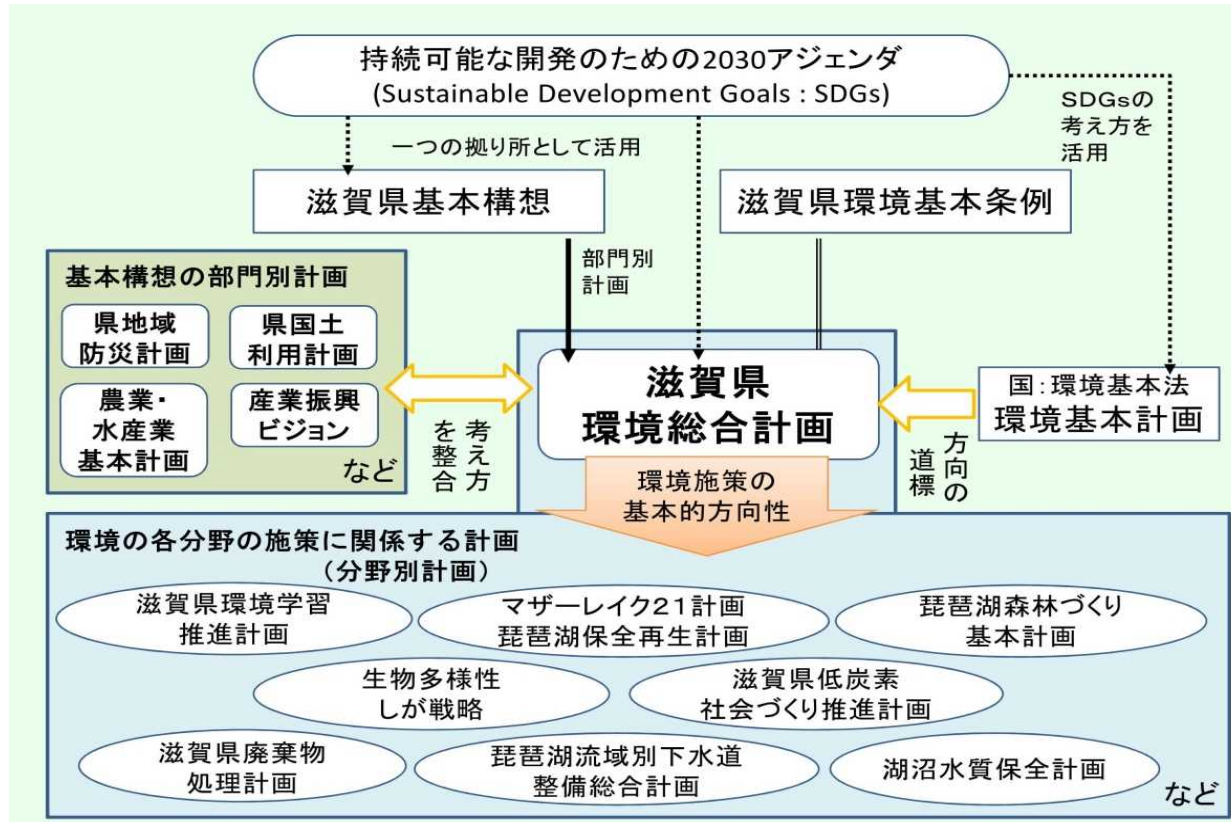 持続可能な開発のための2030アジェンダ
(Sustainable Development Goals : SDGs)
SDGsの
考え方を
活用
一つの拠り所として活用
滋賀県基本構想
滋賀県環境基本条例
部門別
計画
基本構想の部門別計画
県地域
防災計画
県国土
利用計画
農業・
水産業
基本計画
産業振興
ビジョン
など
考え方
を整合
滋賀県
環境総合計画
国:環境基本法
環境基本計画
方向の
道標
環境施策の
基本的方向性
環境の各分野の施策に関係する計画
(分野別計画)
滋賀県環境学習
推進計画
マザーレイク21計画
琵琶湖保全再生計画
琵琶湖森林づくり
基本計画
生物多様性
しが戦略
滋賀県低炭素
社会づくり推進計画
滋賀県廃棄物
処理計画
琵琶湖流域別下水道
整備総合計画
湖沼水質保全計画
など